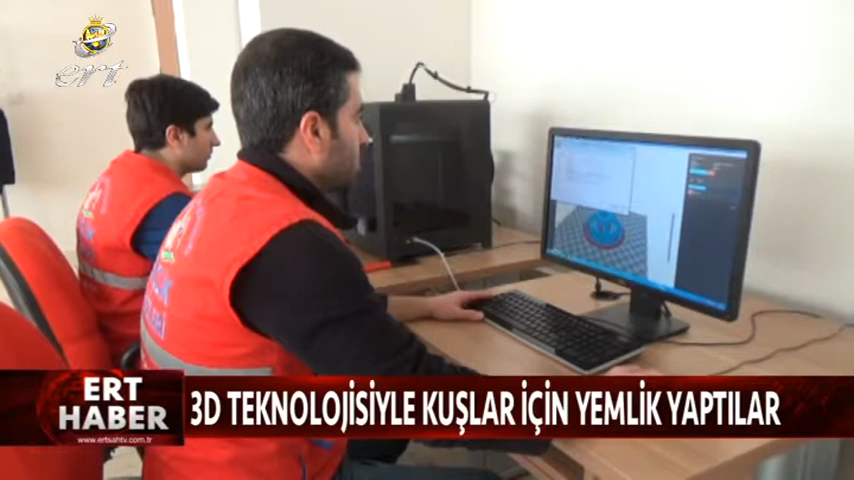 ert
ERT
HABER
www.ertsahtv.com.tr
3D TEKNOLOJİSİYLE KUŞLAR İÇİN YEMLİK YAPTILAR